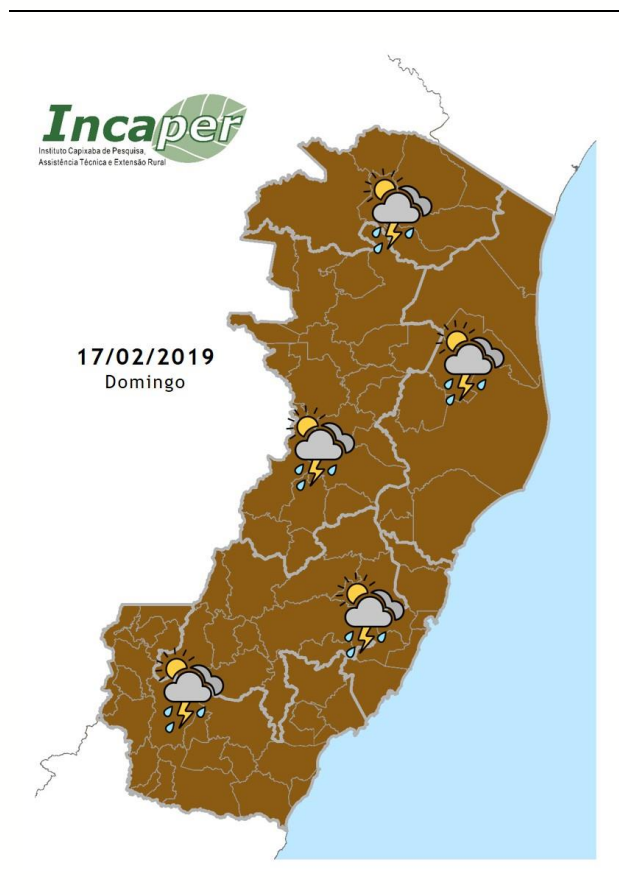 Incaper
Instituto Capixaba de Pesquisa,
Assistência Técnica e Extensão Rural
17/02/2019
Domingo